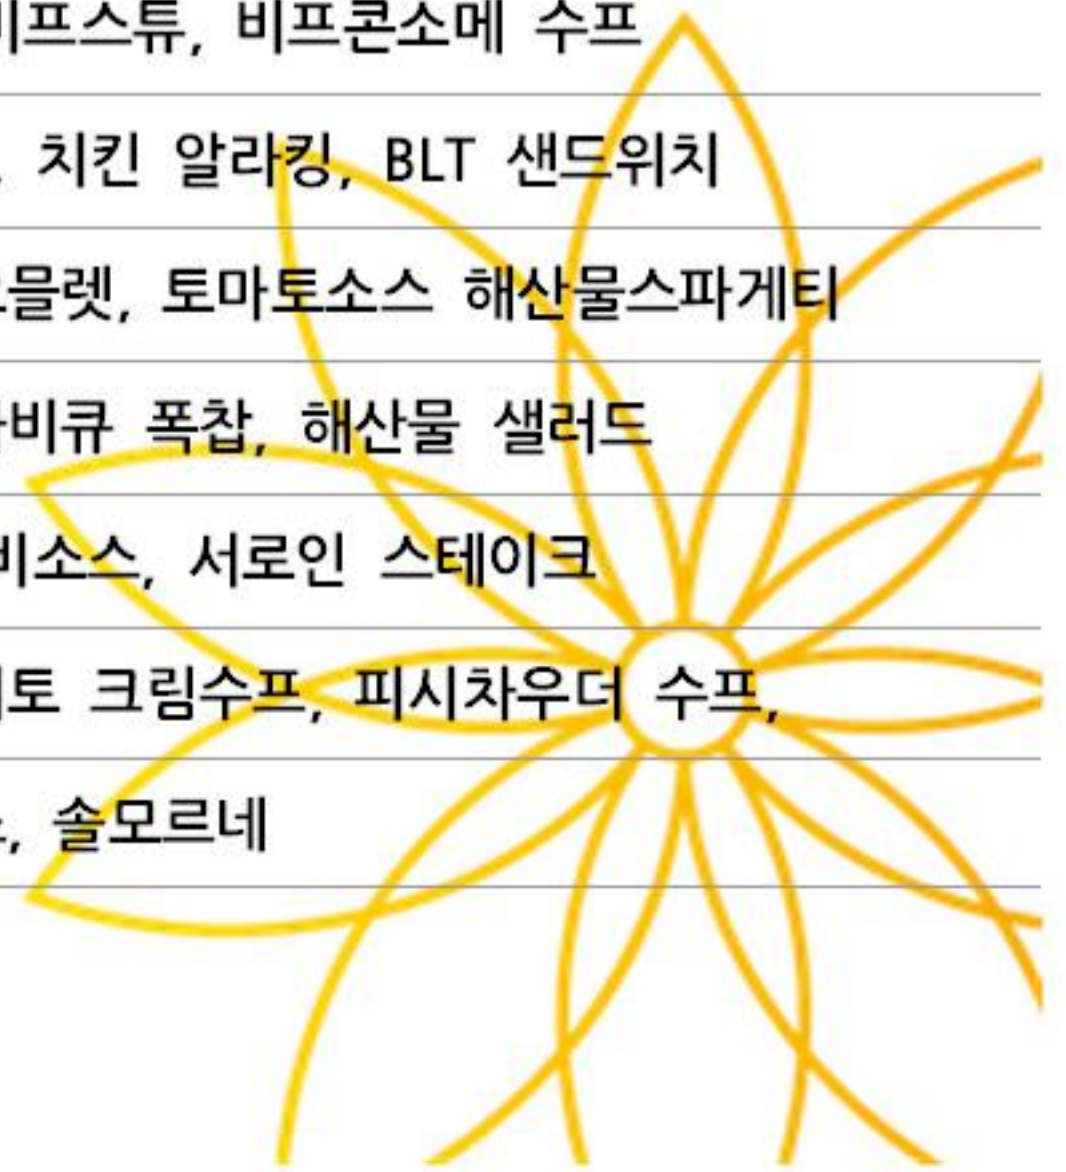 비프스튜, 비프콘소메 수프
, 치킨 알라킹, BLT 샌드위치
오믈렛, 토마토소스 해산물스파게티
바비큐 폭찹, 해산물 샐러드
비소스, 서로인 스테이크
토 크림수프, 피시차우더 수프,
, 솔모르네